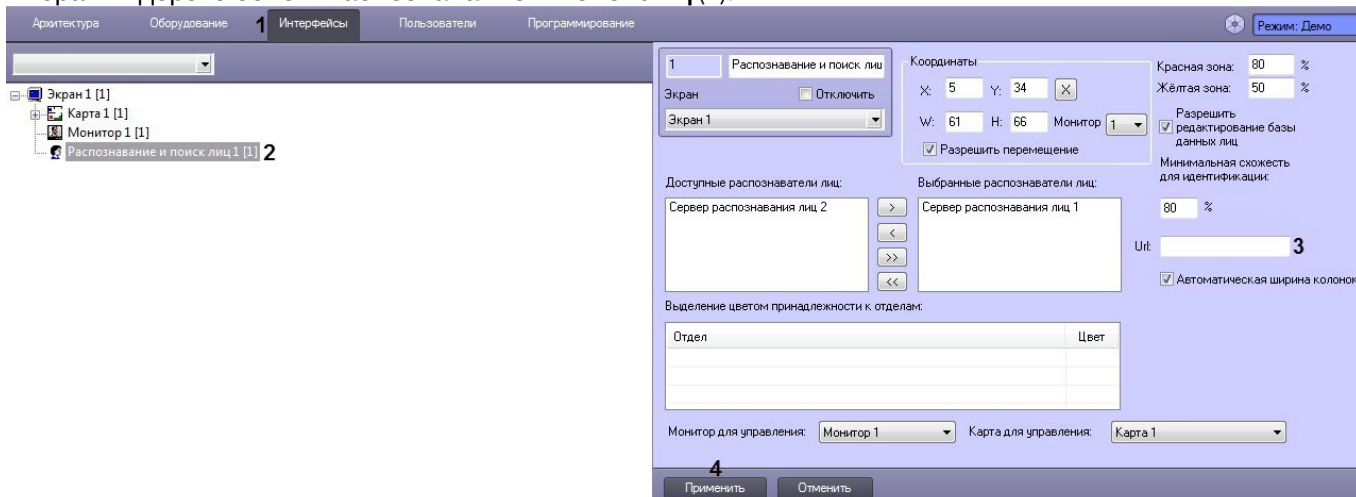 Архитектура Оборудование 1 Интерфейсы Пользователи Программирование Режим: Демо
Экран 1 [1]
Карта 1 [1]
Монитор 1 [1]
Распознавание и поиск лиц 1 [1] 2
1 Распознавание и поиск лиц
Экран Отключить
Экран 1
Координаты
X: 5 Y: 34 X
W: 61 H: 66 Монитор 1
Разрешить перемещение
Красная зона: 80 %
Жёлтая зона: 50 %
Разрешить
редактирование базы
данных лиц
Минимальная схожесть
для идентификации:
80 %
Доступные распознаватели лиц: Выбранные распознаватели лиц:
Сервер распознавания лиц 2 > Сервер распознавания лиц 1
<
>>
<<
Url: 3
Автоматическая ширина колонок
Выделение цветом принадлежности к отделам:
Отдел Цвет
Монитор для управления: Монитор 1 Карта для управления: Карта 1
4
Применить Отменить